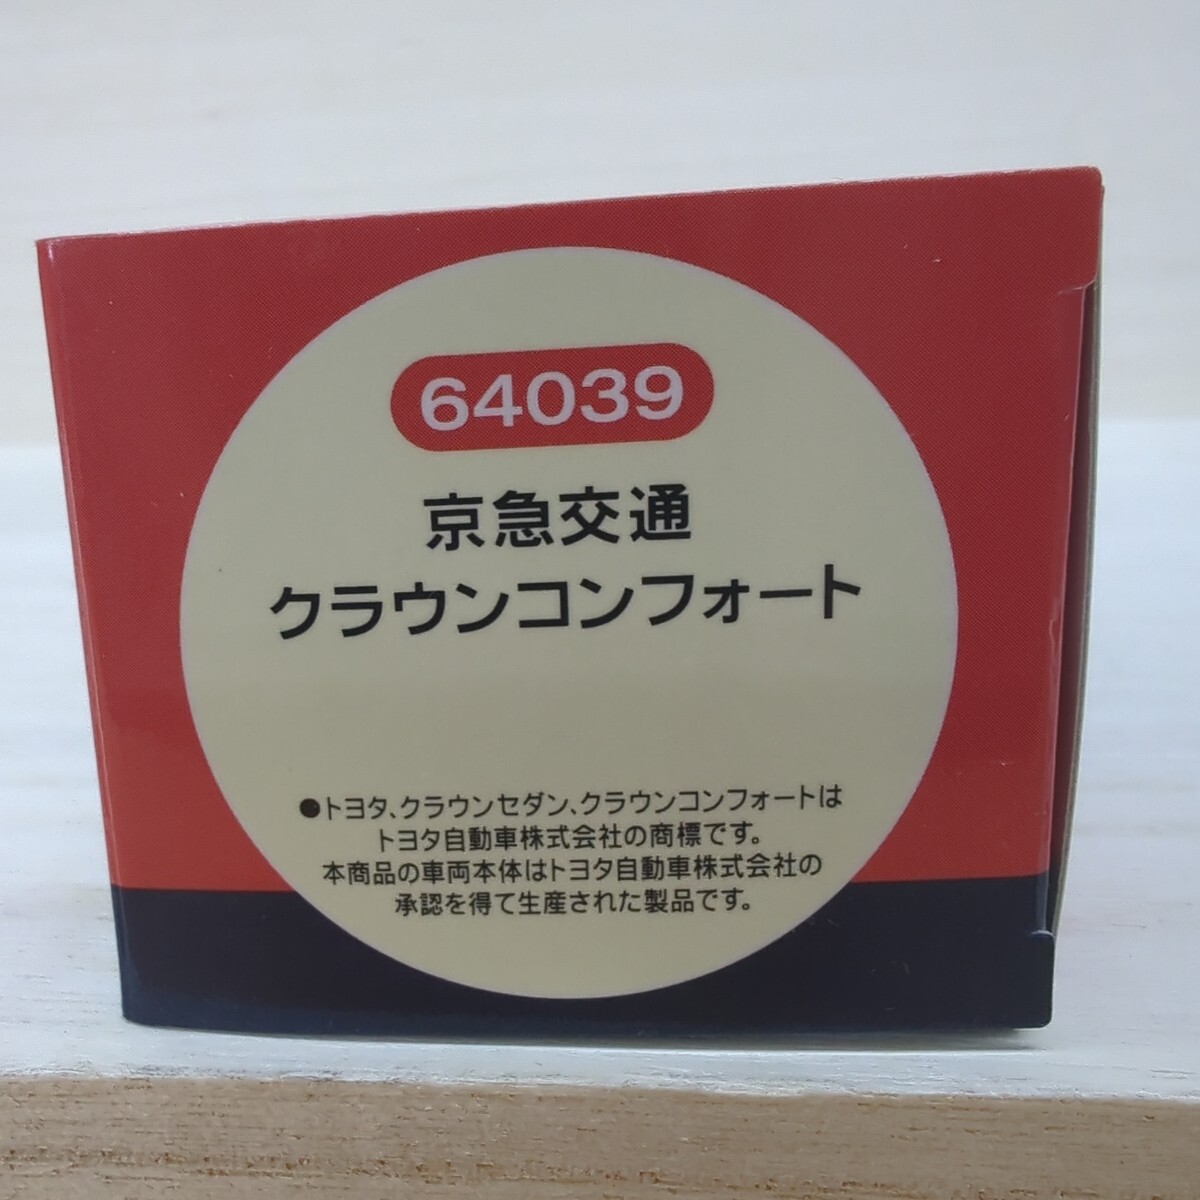 64039
京急交通
クラウンコンフォート
●トヨタ、クラウンセダン、クラウンコンフォートは
トヨタ自動車株式会社の商標です。
本商品の車両本体はトヨタ自動車株式会社の
承認を得て生産された製品です。